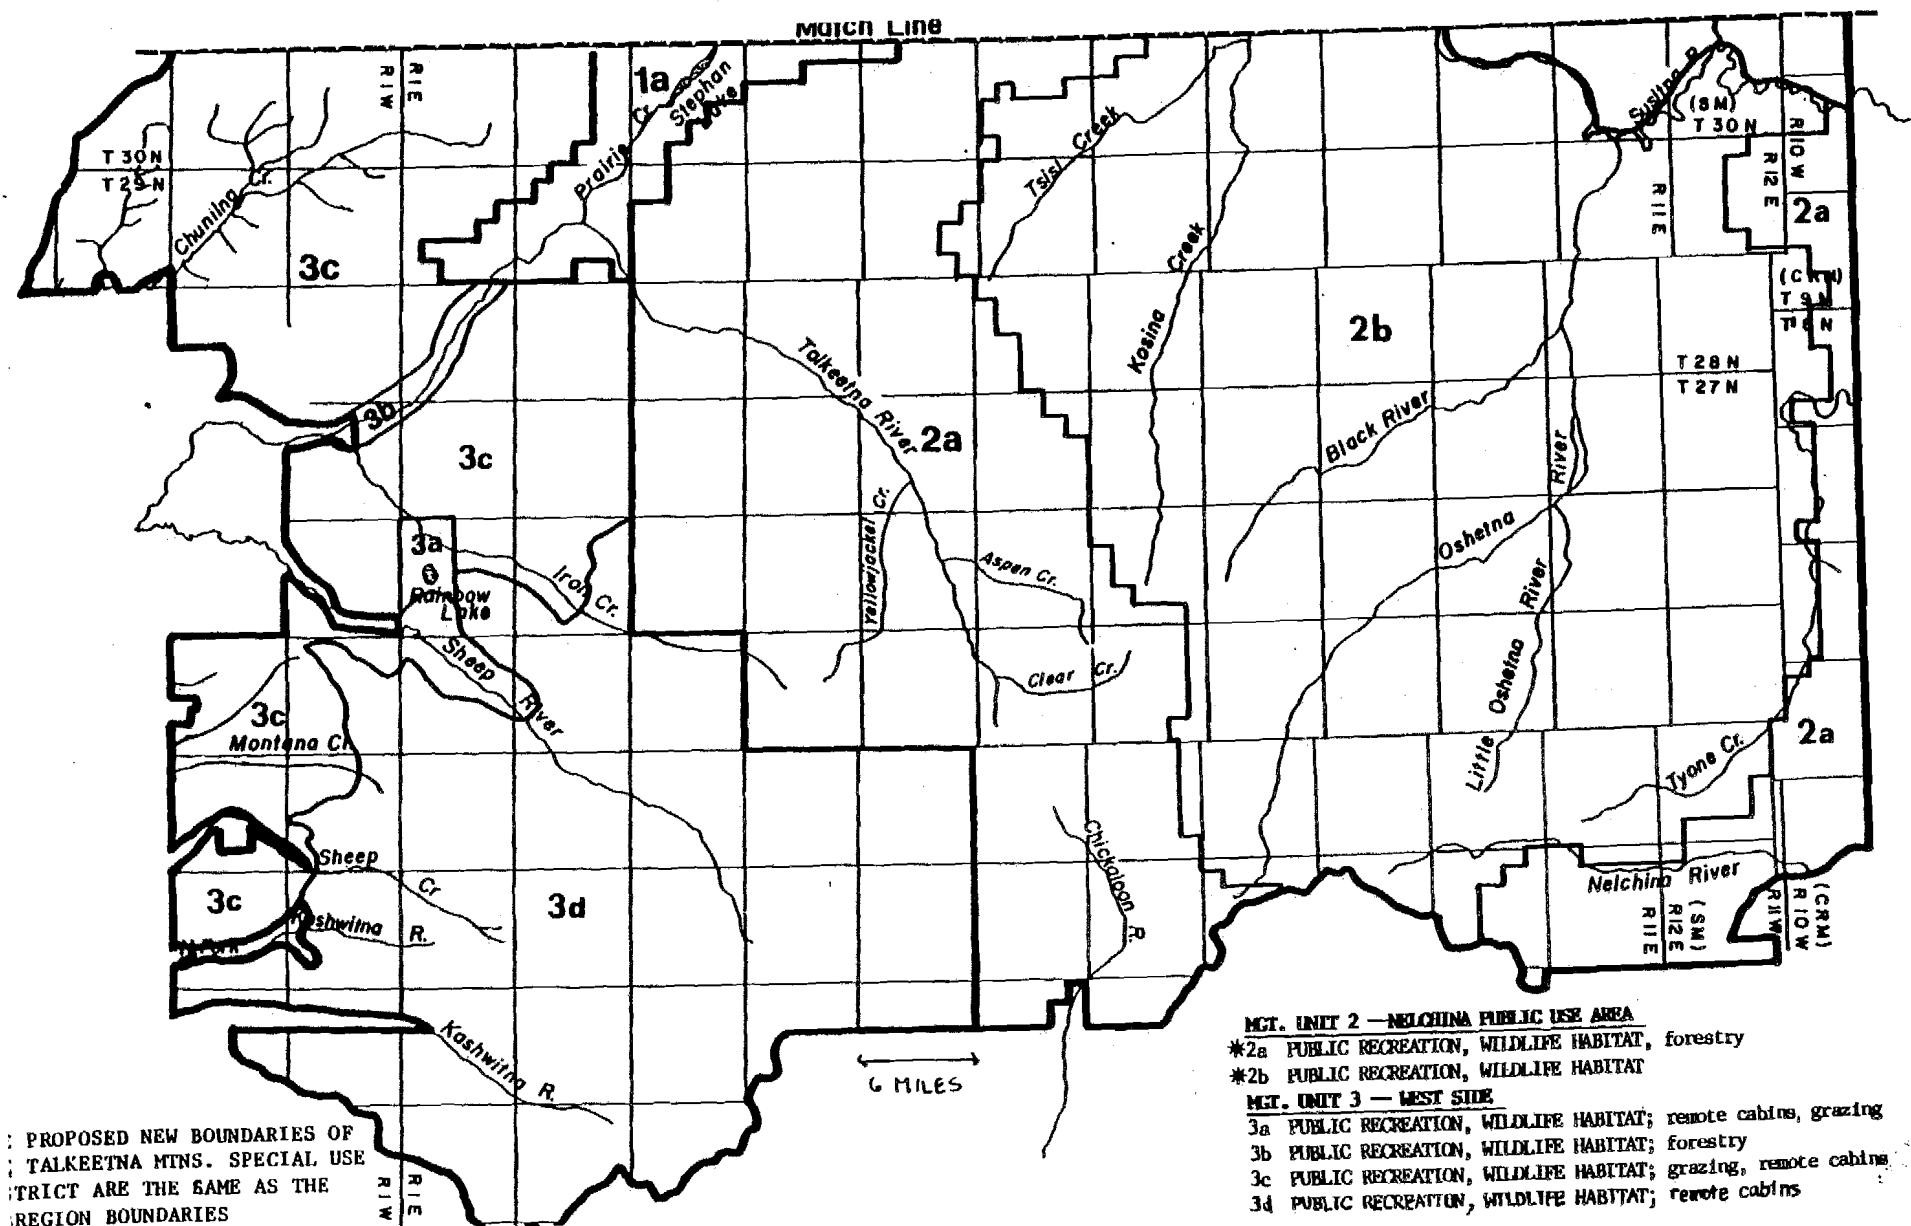 Match Line
1a
R1W
R1E
Stephan
Lake
Prairie Cr.
T 30 N
T 29 N
Chunilna Cr.
3c
Tsisi Creek
Kosina Creek
Susitna R
(SM)
T 30 N
R10W
R12E
R11E
2a
T 9 N
2b
T 28 N
T 27 N
Talkeetna River
2a
Black River
3b
3c
Yellowjacket Cr.
Aspen Cr.
Oshetna River
3a
Rainbow
Lake
Iron Cr.
Sheep River
Clear Cr.
Little Oshetna River
3c
Montana Cr.
Tyone Cr.
2a
Sheep Cr
Chickaloon R.
3c
Kashwitna R.
N Fork
3d
Nelchina River
R11E
R12E
(SM)
R11W
R10W
(CRM)
Kashwitna R.
6 MILES
MGT. UNIT 2 — NELCHINA PUBLIC USE AREA
*2a PUBLIC RECREATION, WILDLIFE HABITAT, forestry
*2b PUBLIC RECREATION, WILDLIFE HABITAT
MGT. UNIT 3 — WEST SIDE
3a PUBLIC RECREATION, WILDLIFE HABITAT; remote cabins, grazing
3b PUBLIC RECREATION, WILDLIFE HABITAT; forestry
3c PUBLIC RECREATION, WILDLIFE HABITAT; grazing, remote cabins
3d PUBLIC RECREATION, WILDLIFE HABITAT; remote cabins
: PROPOSED NEW BOUNDARIES OF
TALKEETNA MTNS. SPECIAL USE
TRICT ARE THE SAME AS THE
REGION BOUNDARIES
R1W
R1E